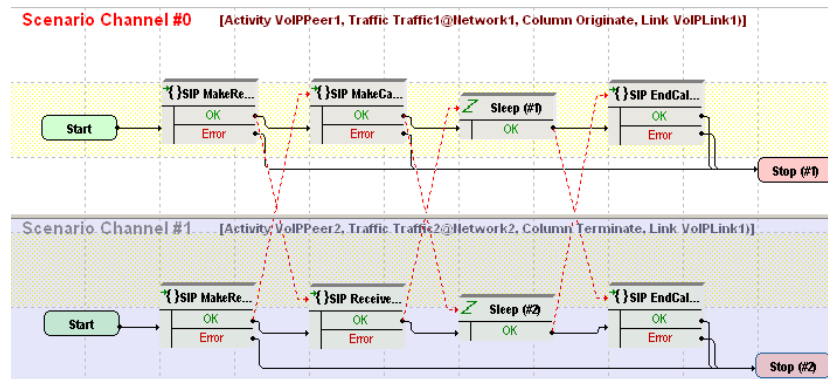 Scenario Channel #0 [Activity VoIPPeer1, Traffic Traffic1@Network1, Column Originate, Link VoIPLink1)]
{}SIP MakeRe... {}SIP MakeCa... Sleep (#1) {}SIP EndCal...
Start OK OK OK OK
Error Error Error
Stop (#1)
Scenario Channel #1 [Activity VoIPPeer2, Traffic Traffic2@Network2, Column Terminate, Link VoIPLink1)]
{}SIP MakeRe... {}SIP Receive... Sleep (#2) {}SIP EndCal...
Start OK OK OK OK
Error Error Error
Stop (#2)